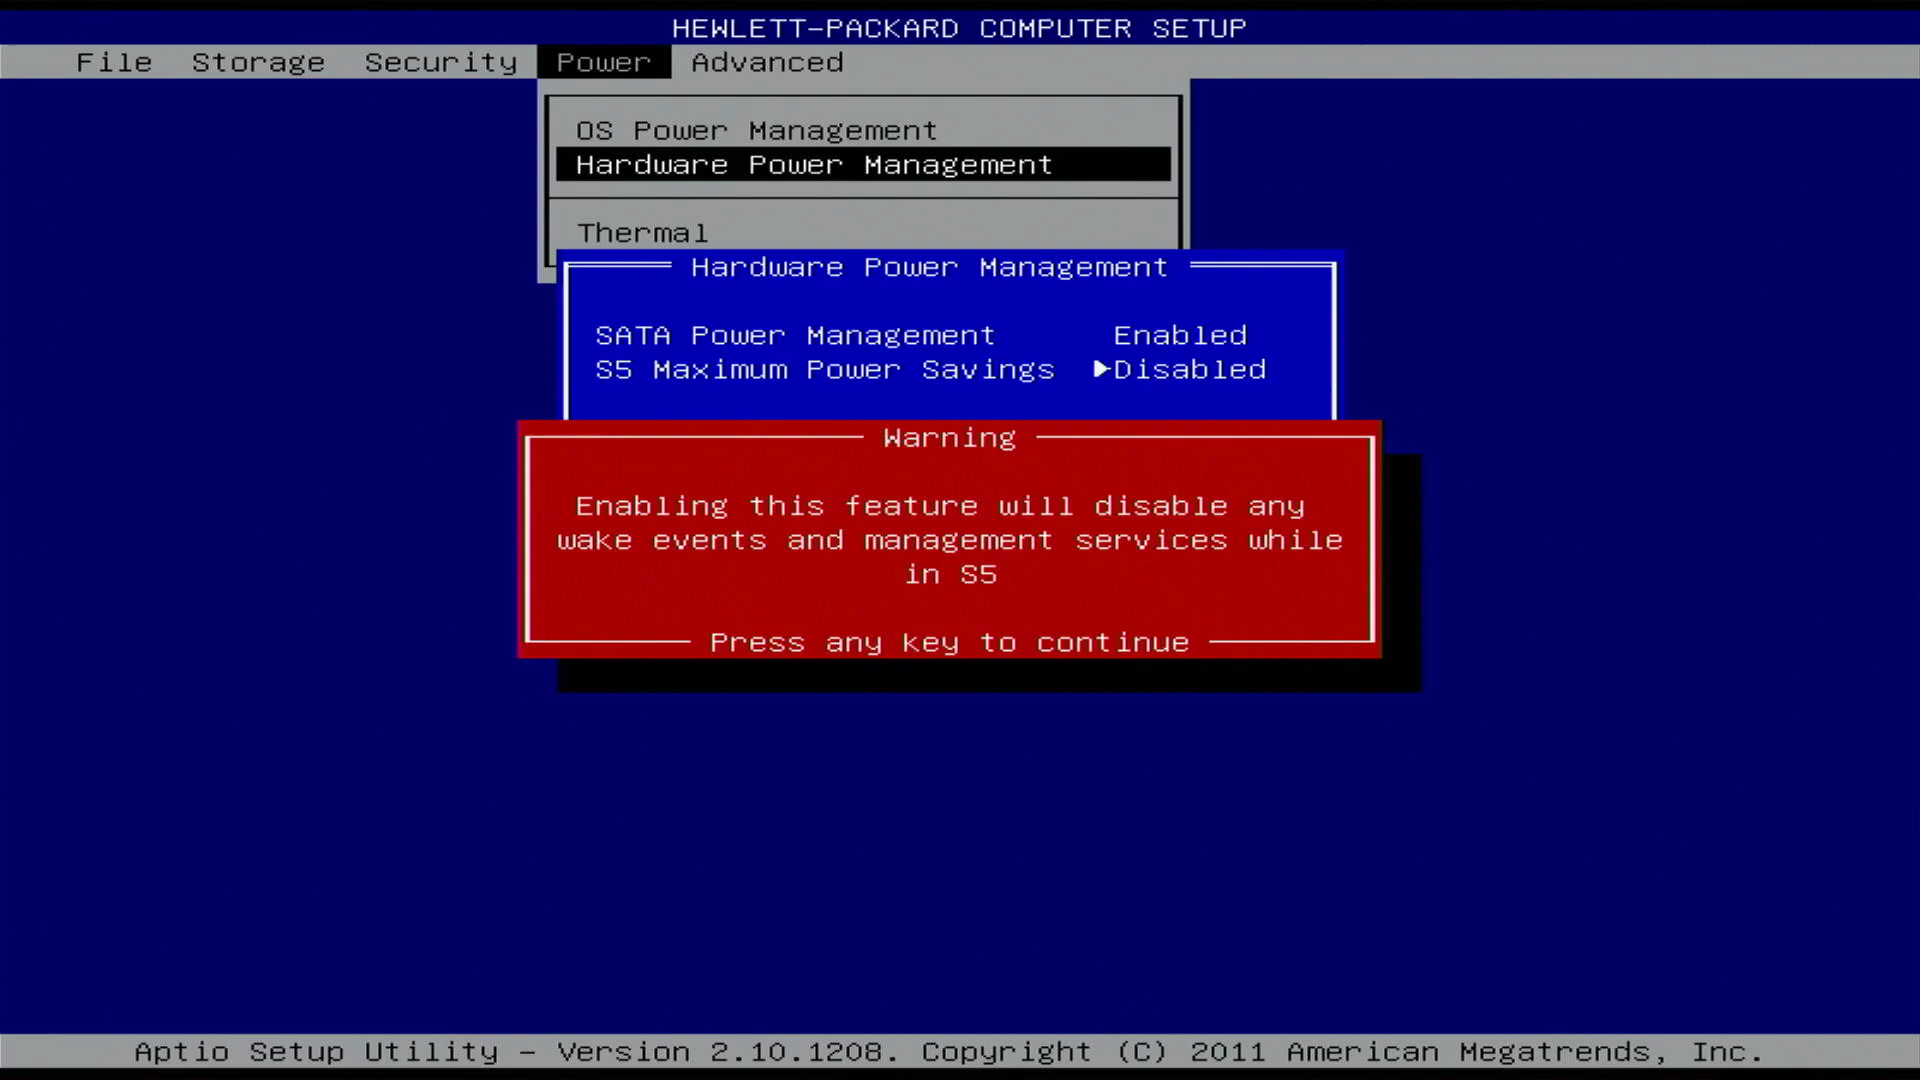 HEWLETT-PACKARD COMPUTER SETUP
File Storage Security Power Advanced
OS Power Management
Hardware Power Management
Thermal
Hardware Power Management
SATA Power Management Enabled
S5 Maximum Power Savings ▶Disabled
Warning
Enabling this feature will disable any
wake events and management services while
in S5
Press any key to continue
Aptio Setup Utility - Version 2.10.1208. Copyright (C) 2011 American Megatrends, Inc.